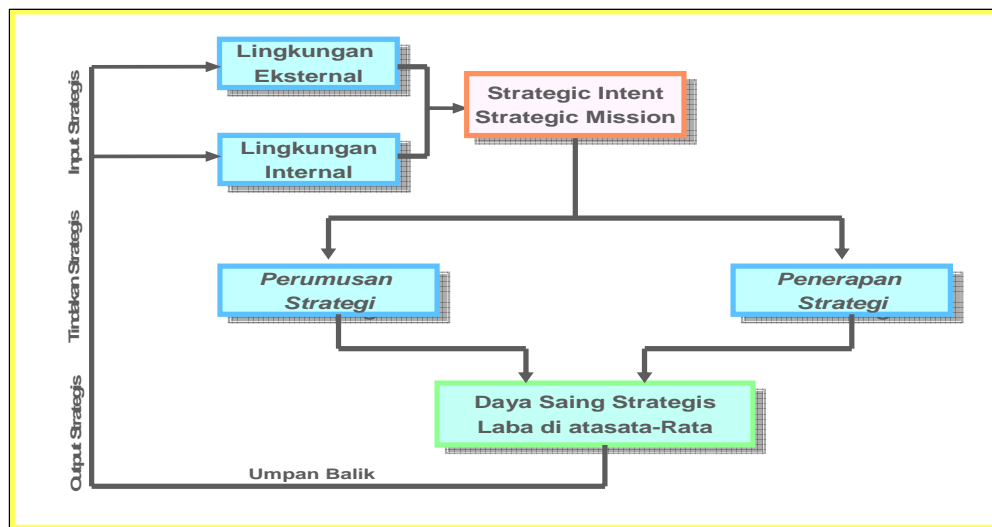 Lingkungan
Eksternal
Strategic Intent
Strategic Mission
Input Strategis
Lingkungan
Internal
Tindakan Strategis
Perumusan
Strategi
Penerapan
Strategi
Output Strategis
Daya Saing Strategis
Laba di atasata-Rata
Umpan Balik